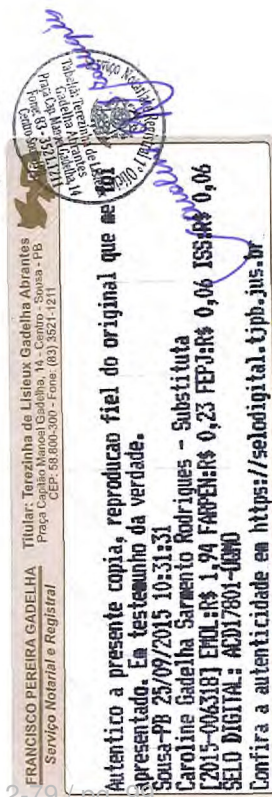 FRANCISCO PEREIRA GADELHA
Serviço Notarial e Registral
Titular: Terezinha de Lisieux Gadelha Abrantes
Praça Capitão Manoel Gadelha, 14 - Centro - Sousa - PB
CEP: 58.800-300 - Fone: (83) 3521-1211
Autentico a presente copia, reproducao fiel do original que me foi
apresentado. Em testemunho da verdade.
Sousa-PB 25/09/2015 10:31:31
Caroline Gadelha Sarmento Rodrigues - Substituta
[2015-006318] EMOL:R$ 1,94 FARPEN:R$ 0,23 FEPJ:R$ 0,06 ISS:R$ 0,06
SELO DIGITAL: ACD17801-
Confira a autenticidade em https://selodigital.tjpb.jus.br